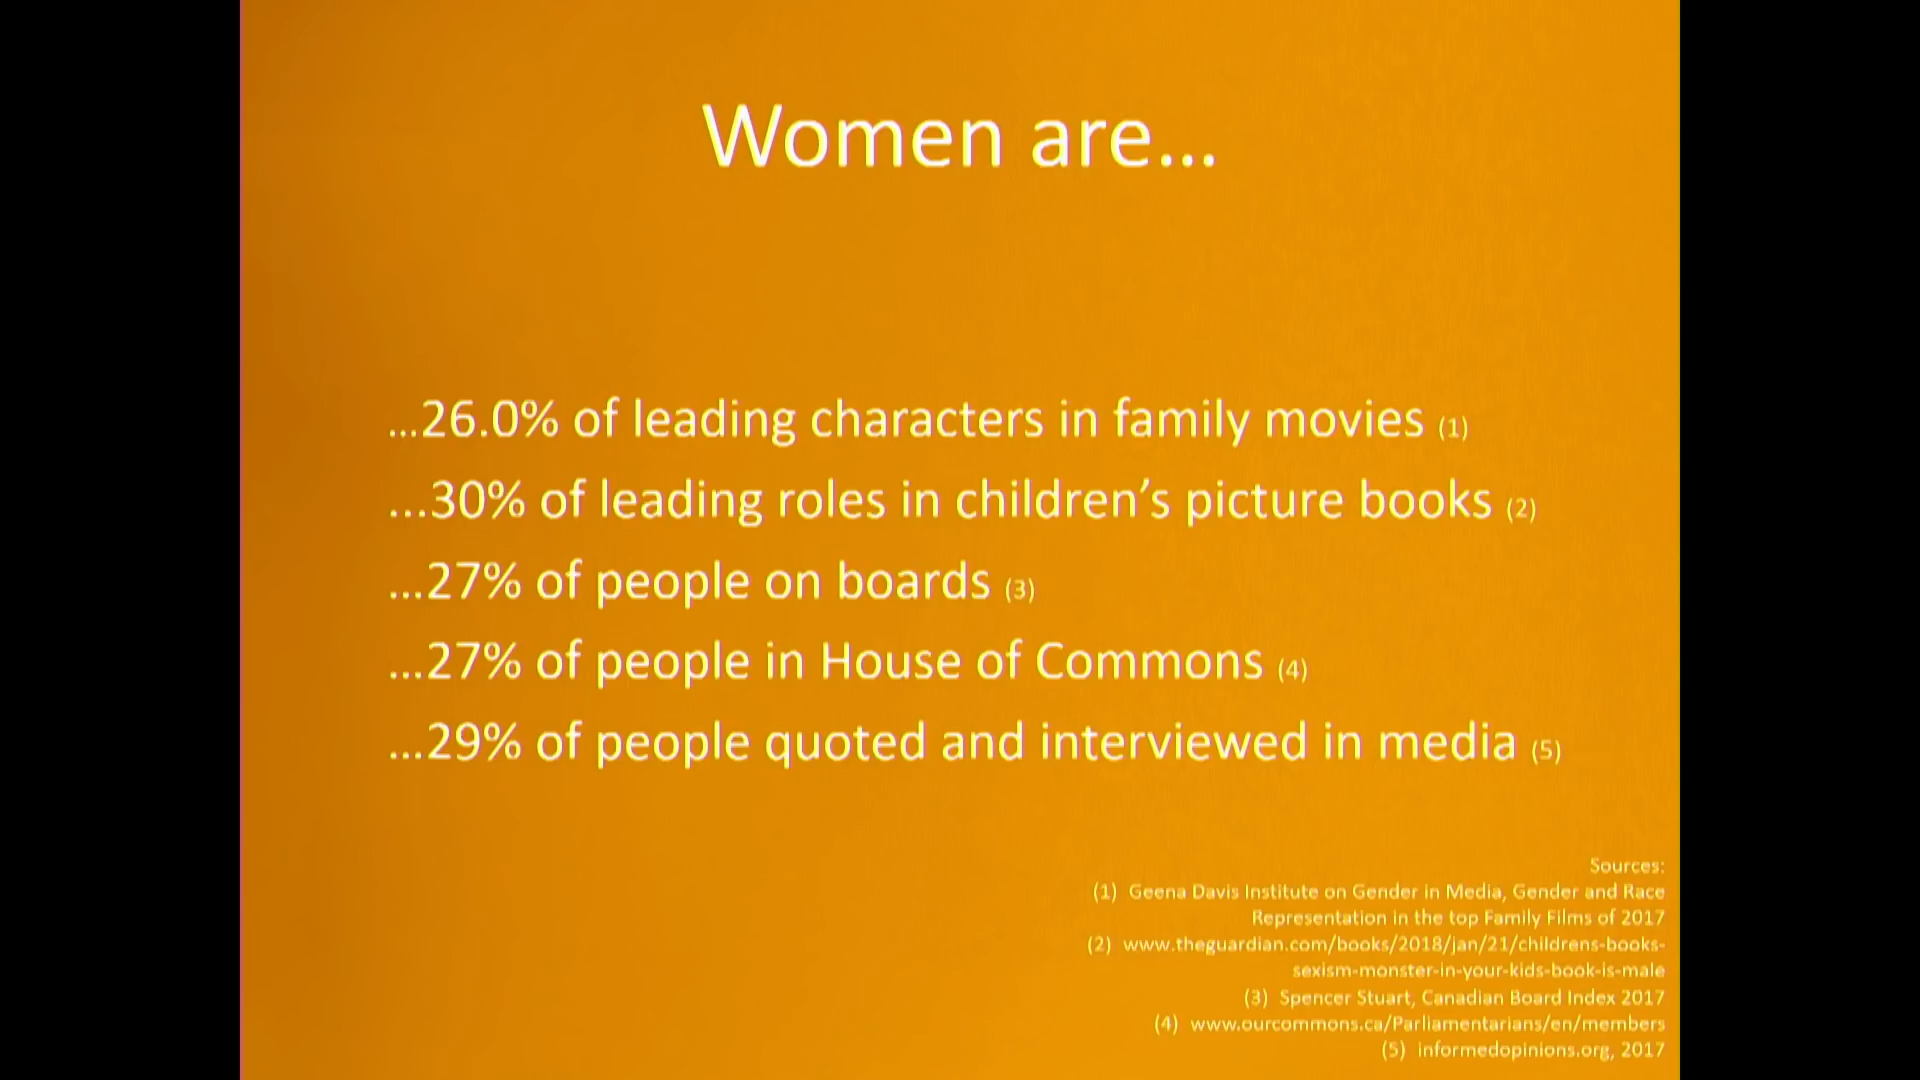 Women are...
...26.0% of leading characters in family movies (1)
...30% of leading roles in children’s picture books (2)
...27% of people on boards (3)
...27% of people in House of Commons (4)
...29% of people quoted and interviewed in media (5)
Sources:
(1) Geena Davis Institute on Gender in Media, Gender and Race
Representation in the top Family Films of 2017
(2) www.theguardian.com/books/2018/jan/21/childrens-books-
sexism-monster-in-your-kids-book-is-male
(3) Spencer Stuart, Canadian Board Index 2017
(4) www.ourcommons.ca/Parliamentarians/en/members
(5) informedopinions.org, 2017